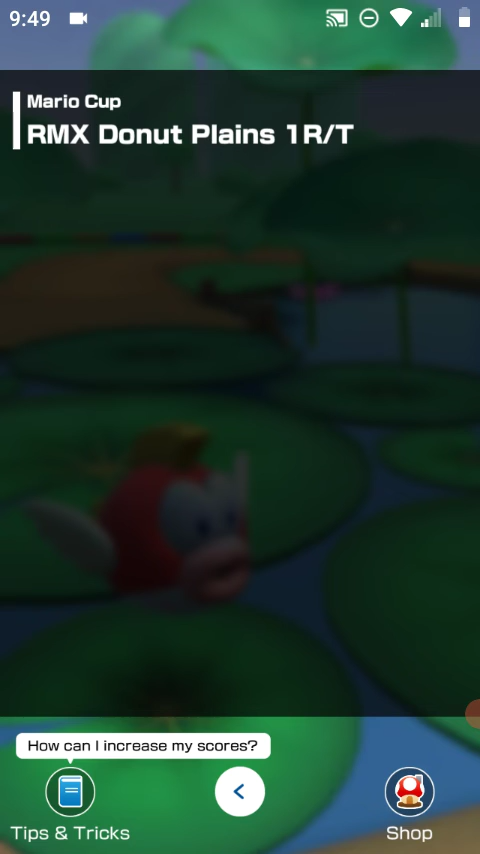 9:49
Mario Cup
RMX Donut Plains 1R/T
How can I increase my scores?
Tips & Tricks
Shop